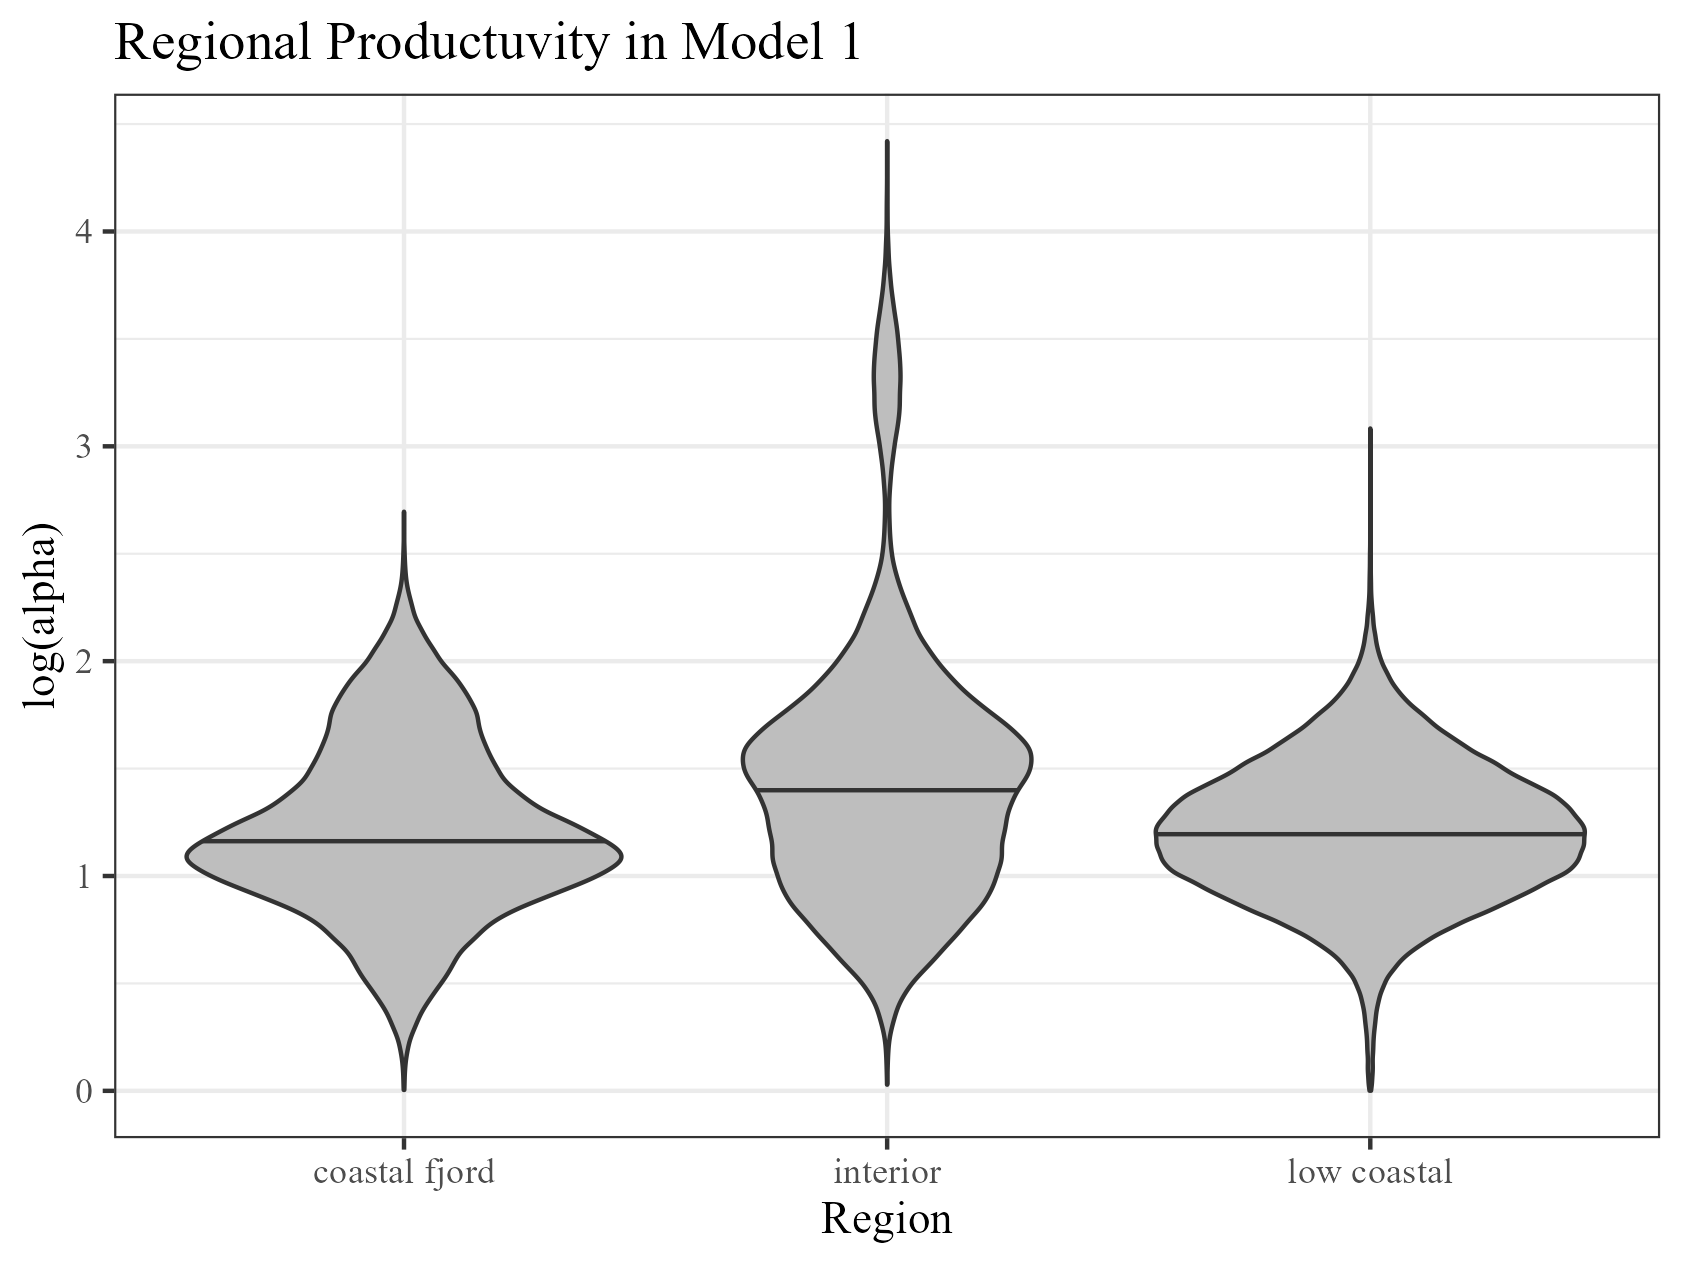 Regional Productuvity in Model 1
log(alpha)
4
3
2
1
0
coastal fjord
interior
low coastal
Region